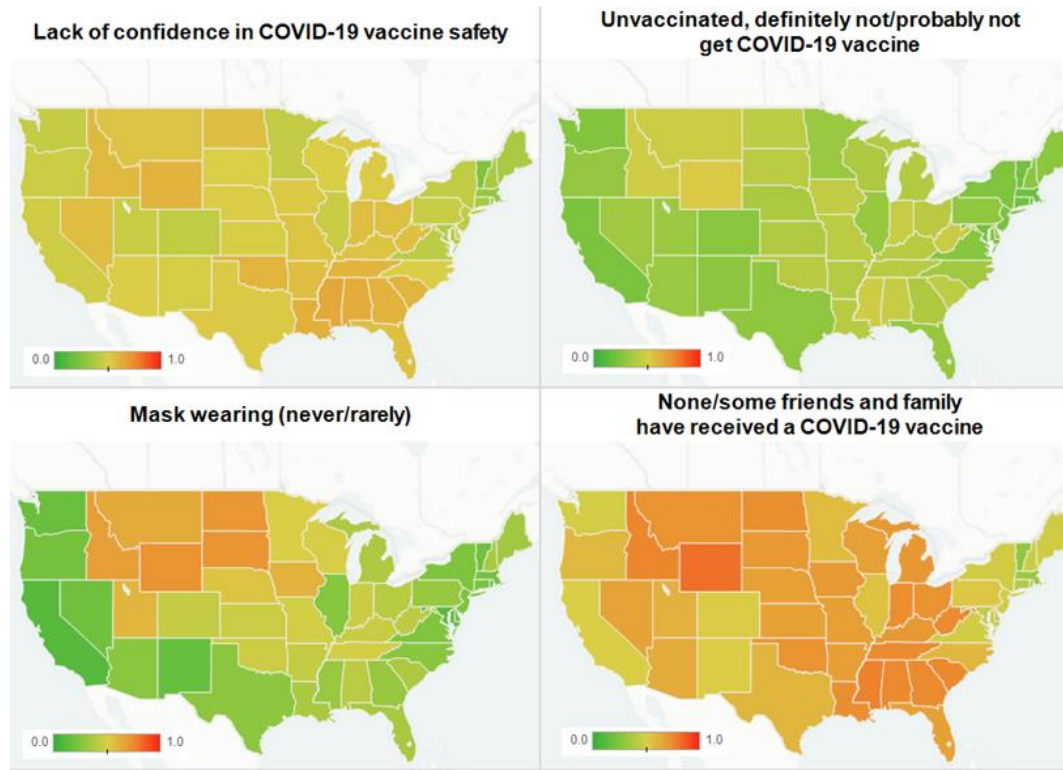 Lack of confidence in COVID-19 vaccine safety
0.0 1.0
Unvaccinated, definitely not/probably not
get COVID-19 vaccine
0.0 1.0
Mask wearing (never/rarely)
0.0 1.0
None/some friends and family
have received a COVID-19 vaccine
0.0 1.0